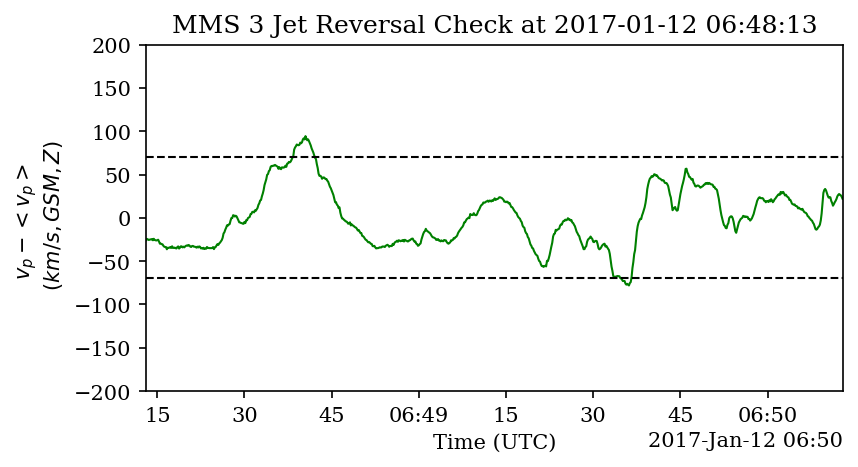 MMS 3 Jet Reversal Check at 2017-01-12 06:48:13
200
150
100
50
0
−50
−100
−150
−200
v_p − < v_p >
(km/s, GSM, Z)
15 30 45 06:49 15 30 45 06:50
Time (UTC)
2017-Jan-12 06:50